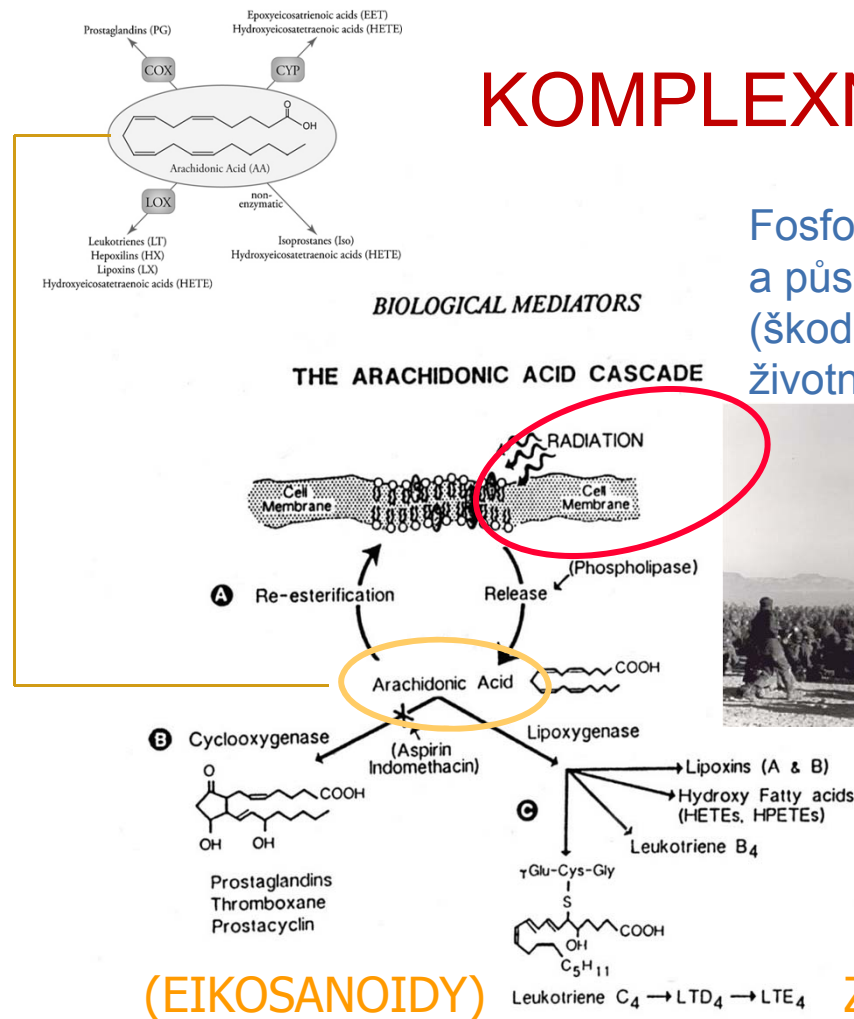 Epoxyeicosatrienoic acids (EET)
Prostaglandins (PG)
Hydroxyeicosatetraenoic acids (HETE)
COX
CYP
O
OH
Arachidonic Acid (AA)
LOX
non-
enzymatic
Leukotrienes (LT)
Hepoxilins (HX)
Lipoxins (LX)
Hydroxyeicosatetraenoic acids (HETE)
Isoprostanes (Iso)
Hydroxyeicosatetraenoic acids (HETE)
KOMPLEXN
Fosfo
a půs
(škod
životn
BIOLOGICAL MEDIATORS
THE ARACHIDONIC ACID CASCADE
RADIATION
Cell
Membrane
Cell
Membrane
(Phospholipase)
A Re-esterification
Release
Arachidonic Acid
COOH
B Cyclooxygenase
(Aspirin
Indomethacin)
Lipoxygenase
O
COOH
OH
OH
Prostaglandins
Thromboxane
Prostacyclin
C
Lipoxins (A & B)
Hydroxy Fatty acids
(HETEs, HPETEs)
Leukotriene B4
γGlu-Cys-Gly
S
COOH
OH
C5H11
Leukotriene C4 → LTD4 → LTE4
(EIKOSANOIDY)